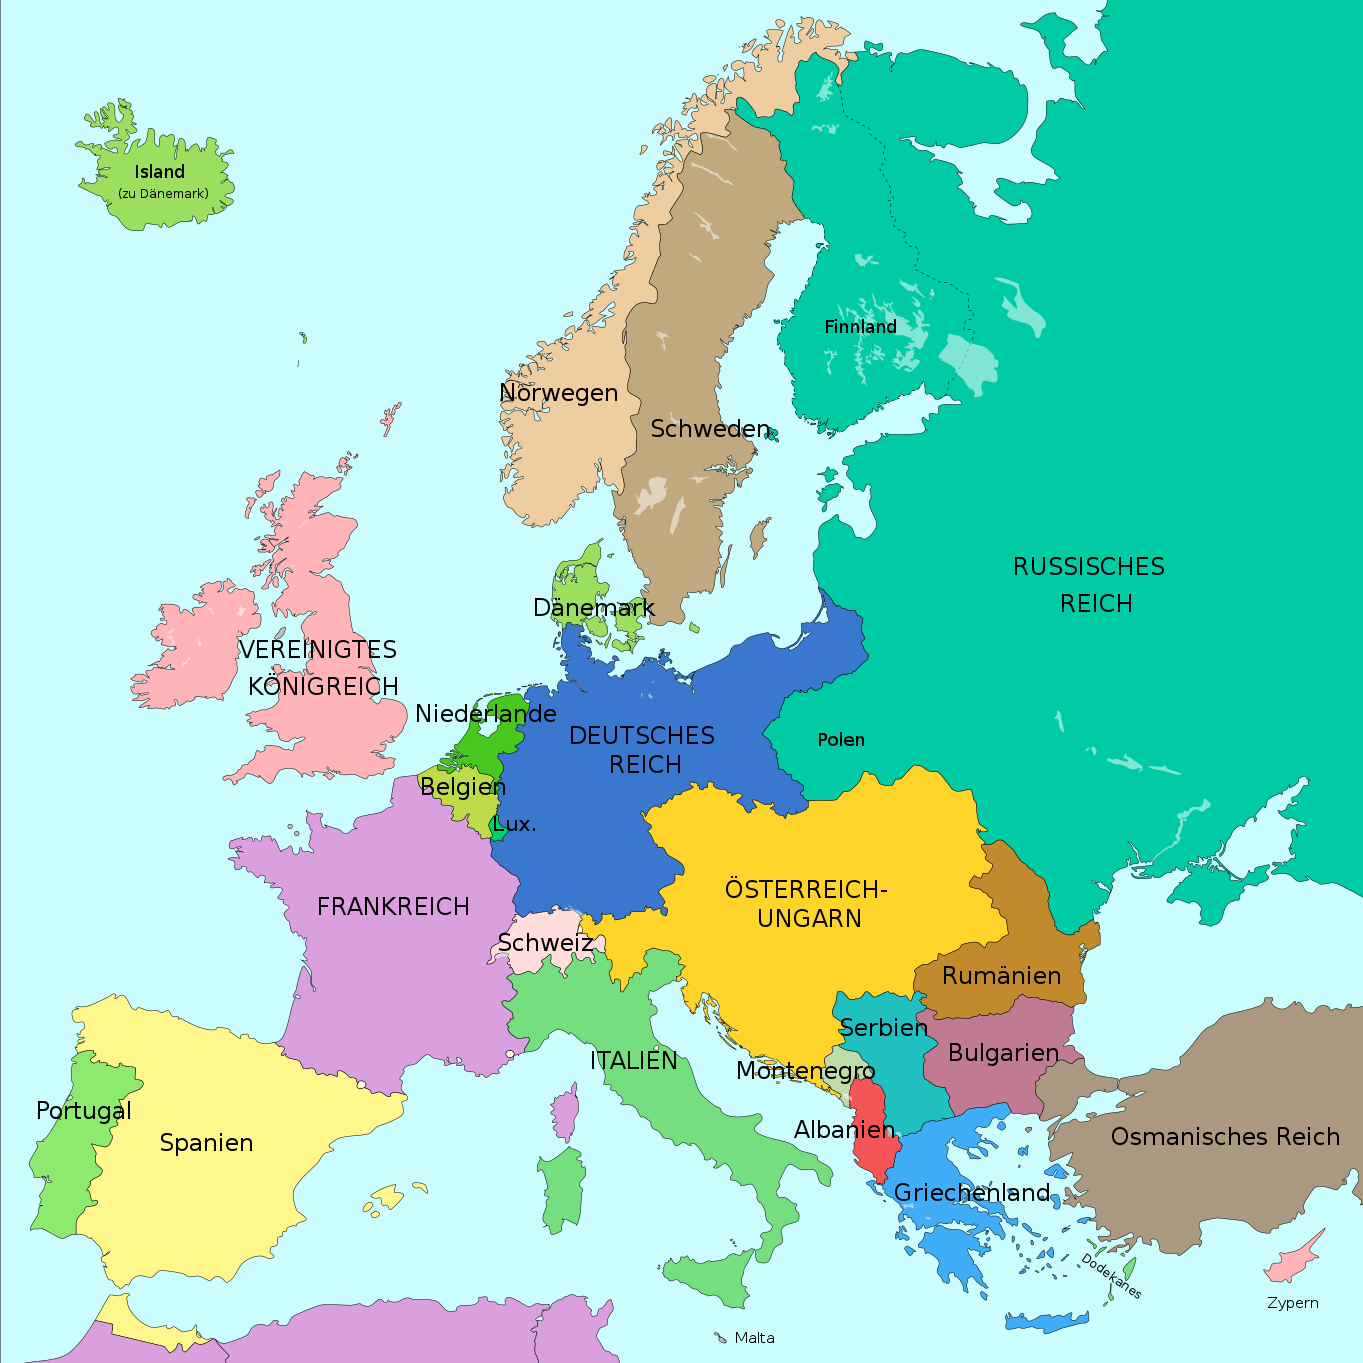 Island
(zu Dänemark)
Finnland
Norwegen
Schweden
RUSSISCHES
REICH
Dänemark
VEREINIGTES
KÖNIGREICH
Niederlande
DEUTSCHES
REICH
Polen
Belgien
Lux.
ÖSTERREICH-
UNGARN
FRANKREICH
Schweiz
Rumänien
Serbien
Bulgarien
ITALIEN
Montenegro
Portugal
Spanien
Albanien
Osmanisches Reich
Griechenland
Dodekanes
Zypern
Malta